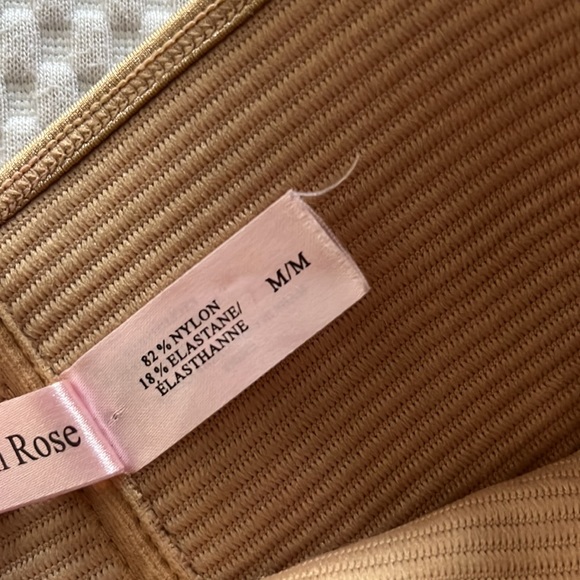 Rose
M/M
82% NYLON
18% ELASTANE/
ÉLASTHANNE